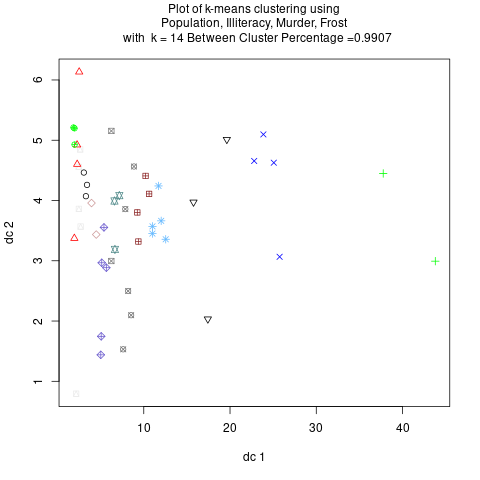 Plot of k-means clustering using
Population, Illiteracy, Murder, Frost
with k = 14 Between Cluster Percentage =0.9907
6
5
4
3
2
1
dc 2
10
20
30
40
dc 1